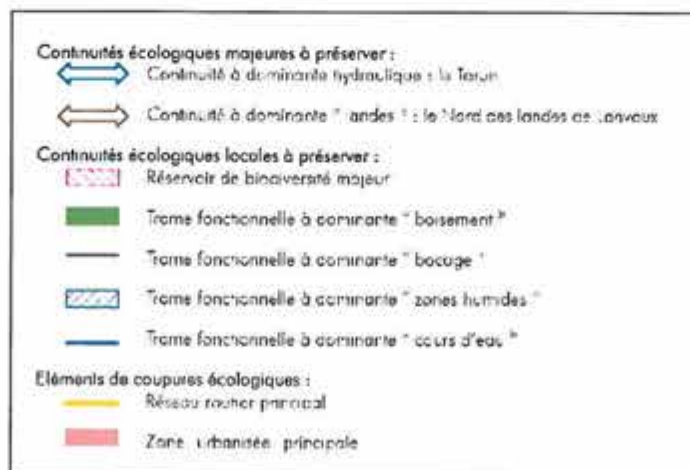 Continuités écologiques majeures à préserver :
Continuité à dominante hydraulique : le Tarun
Continuité à dominante " landes " : le Nord des landes de Lanvaux
Continuités écologiques locales à préserver :
Réservoir de biodiversité majeur
Trame fonctionnelle à dominante " boisement "
Trame fonctionnelle à dominante " bocage "
Trame fonctionnelle à dominante " zones humides "
Trame fonctionnelle à dominante " cours d'eau "
Eléments de coupures écologiques :
Réseau routier principal
Zone urbanisée principale